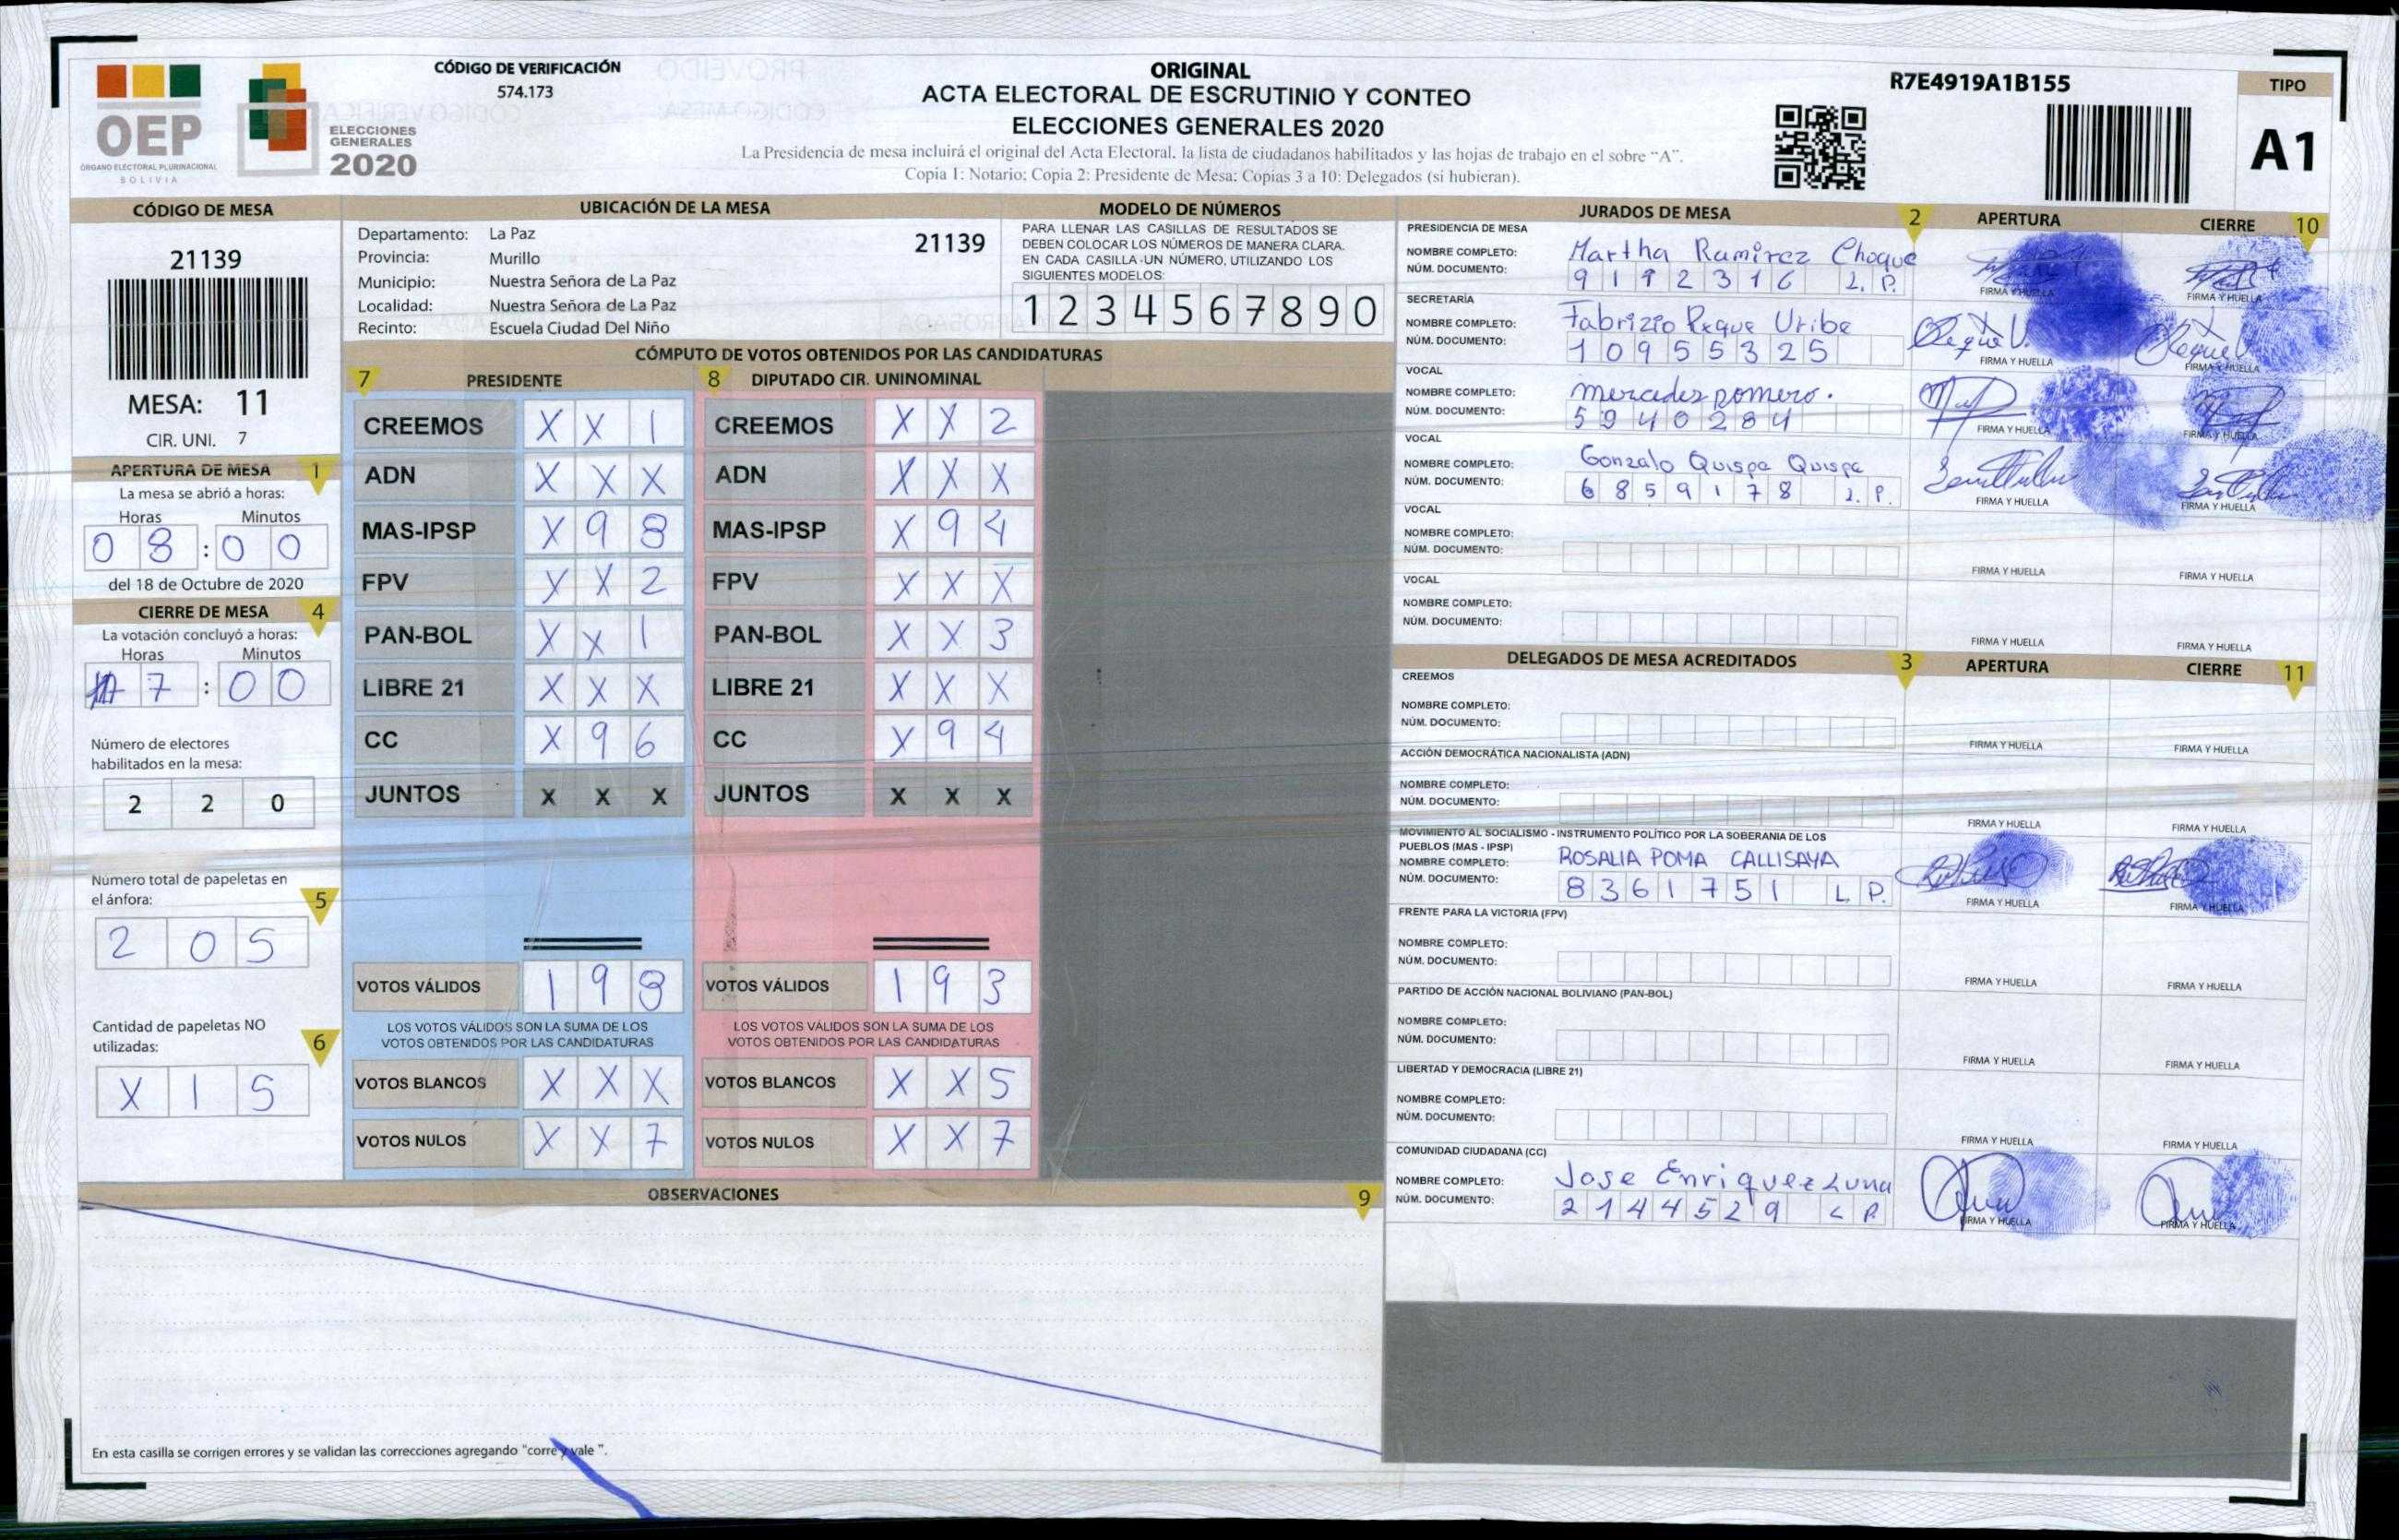 CÓDIGO DE VERIFICACIÓN
574.173
OEP
ÓRGANO ELECTORAL PLURINACIONAL
BOLIVIA
ELECCIONES
GENERALES
2020
ORIGINAL
ACTA ELECTORAL DE ESCRUTINIO Y CONTEO
ELECCIONES GENERALES 2020
La Presidencia de mesa incluirá el original del Acta Electoral, la lista de ciudadanos habilitados y las hojas de trabajo en el sobre "A".
Copia 1: Notario; Copia 2: Presidente de Mesa; Copias 3 a 10: Delegados (si hubieran).
R7E4919A1B155
TIPO
A1
CÓDIGO DE MESA
21139
MESA: 11
CIR. UNI. 7
APERTURA DE MESA 1
La mesa se abrió a horas:
Horas Minutos
0 8 : 0 0
del 18 de Octubre de 2020
CIERRE DE MESA 4
La votación concluyó a horas:
Horas Minutos
7 : 0 0
Número de electores
habilitados en la mesa:
2 2 0
Número total de papeletas en
el ánfora: 5
2 0 5
Cantidad de papeletas NO
utilizadas: 6
X 1 5
UBICACIÓN DE LA MESA
Departamento: La Paz 21139
Provincia: Murillo
Municipio: Nuestra Señora de La Paz
Localidad: Nuestra Señora de La Paz
Recinto: Escuela Ciudad Del Niño
MODELO DE NÚMEROS
PARA LLENAR LAS CASILLAS DE RESULTADOS SE
DEBEN COLOCAR LOS NÚMEROS DE MANERA CLARA.
EN CADA CASILLA UN NÚMERO, UTILIZANDO LOS
SIGUIENTES MODELOS:
1 2 3 4 5 6 7 8 9 0
CÓMPUTO DE VOTOS OBTENIDOS POR LAS CANDIDATURAS
7 PRESIDENTE 8 DIPUTADO CIR. UNINOMINAL
CREEMOS X X 1 CREEMOS X X 2
ADN X X X ADN X X X
MAS-IPSP X 9 8 MAS-IPSP X 9 4
FPV X X 2 FPV X X X
PAN-BOL X X 1 PAN-BOL X X 3
LIBRE 21 X X X LIBRE 21 X X X
CC X 9 6 CC X 9 4
JUNTOS X X X JUNTOS X X X
VOTOS VÁLIDOS 1 9 8 VOTOS VÁLIDOS 1 9 3
LOS VOTOS VÁLIDOS SON LA SUMA DE LOS LOS VOTOS VÁLIDOS SON LA SUMA DE LOS
VOTOS OBTENIDOS POR LAS CANDIDATURAS VOTOS OBTENIDOS POR LAS CANDIDATURAS
VOTOS BLANCOS X X X VOTOS BLANCOS X X 5
VOTOS NULOS X X 7 VOTOS NULOS X X 7
OBSERVACIONES 9
En esta casilla se corrigen errores y se validan las correcciones agregando "corre y vale ".
JURADOS DE MESA 2 APERTURA CIERRE 10
PRESIDENCIA DE MESA
NOMBRE COMPLETO: Martha Ramirez Choque
NÚM. DOCUMENTO: 9 1 9 2 3 1 6 L. P.
FIRMA Y HUELLA FIRMA Y HUELLA
SECRETARÍA
NOMBRE COMPLETO: Fabrizio Reque Uribe
NÚM. DOCUMENTO: 1 0 9 5 5 3 2 5
FIRMA Y HUELLA FIRMA Y HUELLA
VOCAL
NOMBRE COMPLETO: mercedes romero.
NÚM. DOCUMENTO: 5 9 4 0 2 8 4
FIRMA Y HUELLA FIRMA Y HUELLA
VOCAL
NOMBRE COMPLETO: Gonzalo Quispe Quispe
NÚM. DOCUMENTO: 6 8 5 9 1 7 8 L. P.
FIRMA Y HUELLA FIRMA Y HUELLA
VOCAL
NOMBRE COMPLETO:
NÚM. DOCUMENTO:
FIRMA Y HUELLA FIRMA Y HUELLA
VOCAL
NOMBRE COMPLETO:
NÚM. DOCUMENTO:
FIRMA Y HUELLA FIRMA Y HUELLA
DELEGADOS DE MESA ACREDITADOS 3 APERTURA CIERRE 11
CREEMOS
NOMBRE COMPLETO:
NÚM. DOCUMENTO:
FIRMA Y HUELLA FIRMA Y HUELLA
ACCIÓN DEMOCRÁTICA NACIONALISTA (ADN)
NOMBRE COMPLETO:
NÚM. DOCUMENTO:
FIRMA Y HUELLA FIRMA Y HUELLA
MOVIMIENTO AL SOCIALISMO - INSTRUMENTO POLÍTICO POR LA SOBERANIA DE LOS
PUEBLOS (MAS - IPSP)
NOMBRE COMPLETO: ROSALIA POMA CALLISAYA
NÚM. DOCUMENTO: 8 3 6 1 7 5 1 L. P.
FIRMA Y HUELLA FIRMA Y HUELLA
FRENTE PARA LA VICTORIA (FPV)
NOMBRE COMPLETO:
NÚM. DOCUMENTO:
FIRMA Y HUELLA FIRMA Y HUELLA
PARTIDO DE ACCIÓN NACIONAL BOLIVIANO (PAN-BOL)
NOMBRE COMPLETO:
NÚM. DOCUMENTO:
FIRMA Y HUELLA FIRMA Y HUELLA
LIBERTAD Y DEMOCRACIA (LIBRE 21)
NOMBRE COMPLETO:
NÚM. DOCUMENTO:
FIRMA Y HUELLA FIRMA Y HUELLA
COMUNIDAD CIUDADANA (CC)
NOMBRE COMPLETO: Jose Enriquez Luna
NÚM. DOCUMENTO: 2 1 4 4 5 2 9 L P.
FIRMA Y HUELLA FIRMA Y HUELLA